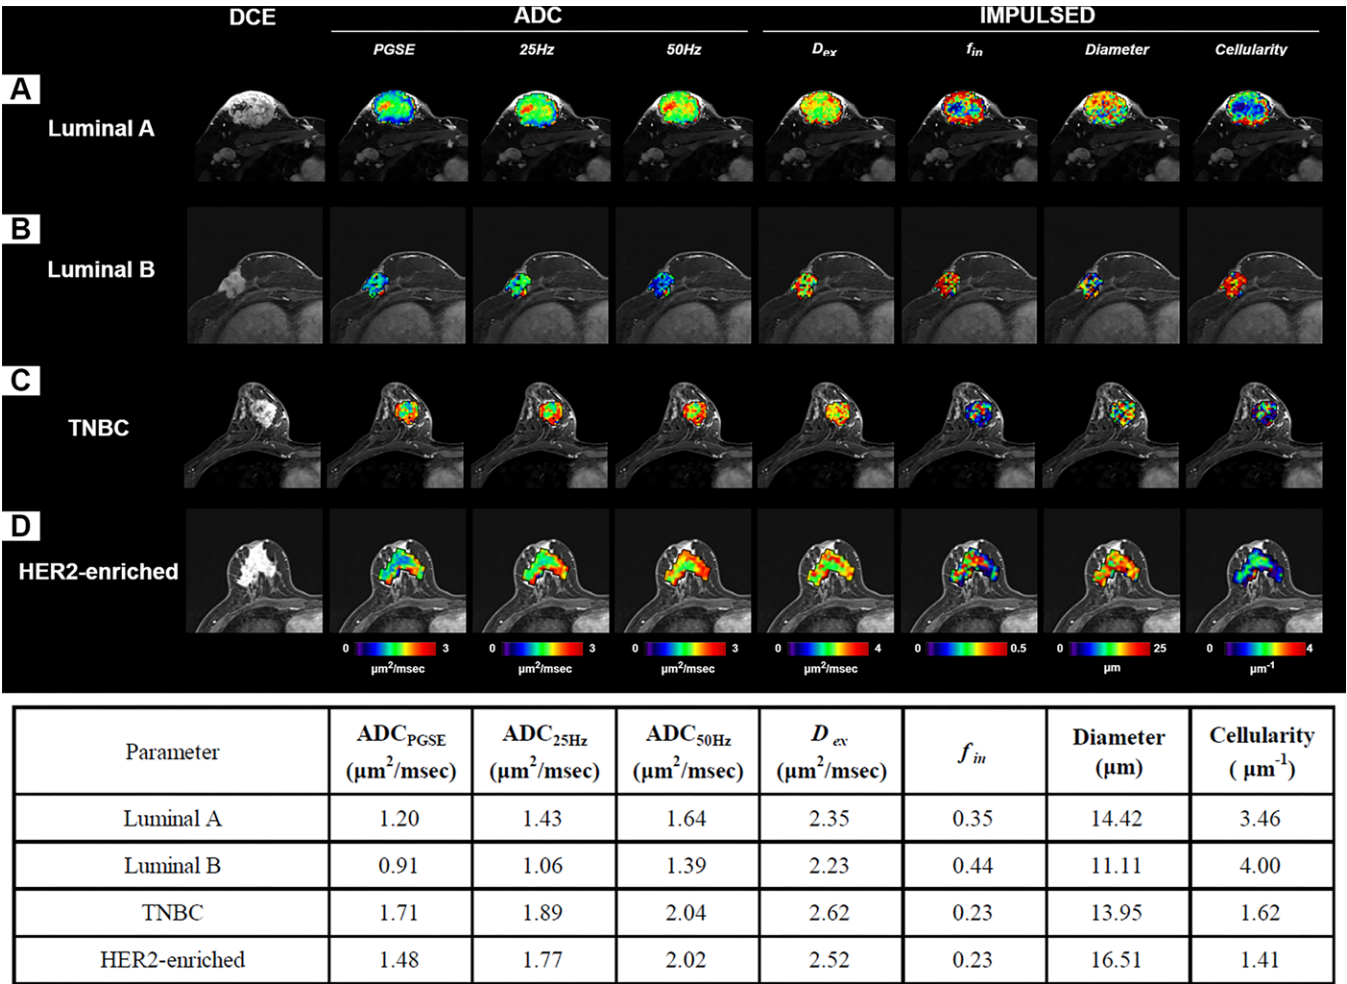 DCE ADC IMPULSED
PGSE 25Hz 50Hz Dex fin Diameter Cellularity
A
Luminal A
B
Luminal B
C
TNBC
D
HER2-enriched
0 3 0 3 0 3 0 4 0 0.5 0 25 0 4
µm²/msec µm²/msec µm²/msec µm²/msec µm µm⁻¹
Parameter ADCPGSE (µm²/msec) ADC25Hz (µm²/msec) ADC50Hz (µm²/msec) D ex (µm²/msec) f in Diameter (µm) Cellularity ( µm⁻¹)
Luminal A 1.20 1.43 1.64 2.35 0.35 14.42 3.46
Luminal B 0.91 1.06 1.39 2.23 0.44 11.11 4.00
TNBC 1.71 1.89 2.04 2.62 0.23 13.95 1.62
HER2-enriched 1.48 1.77 2.02 2.52 0.23 16.51 1.41